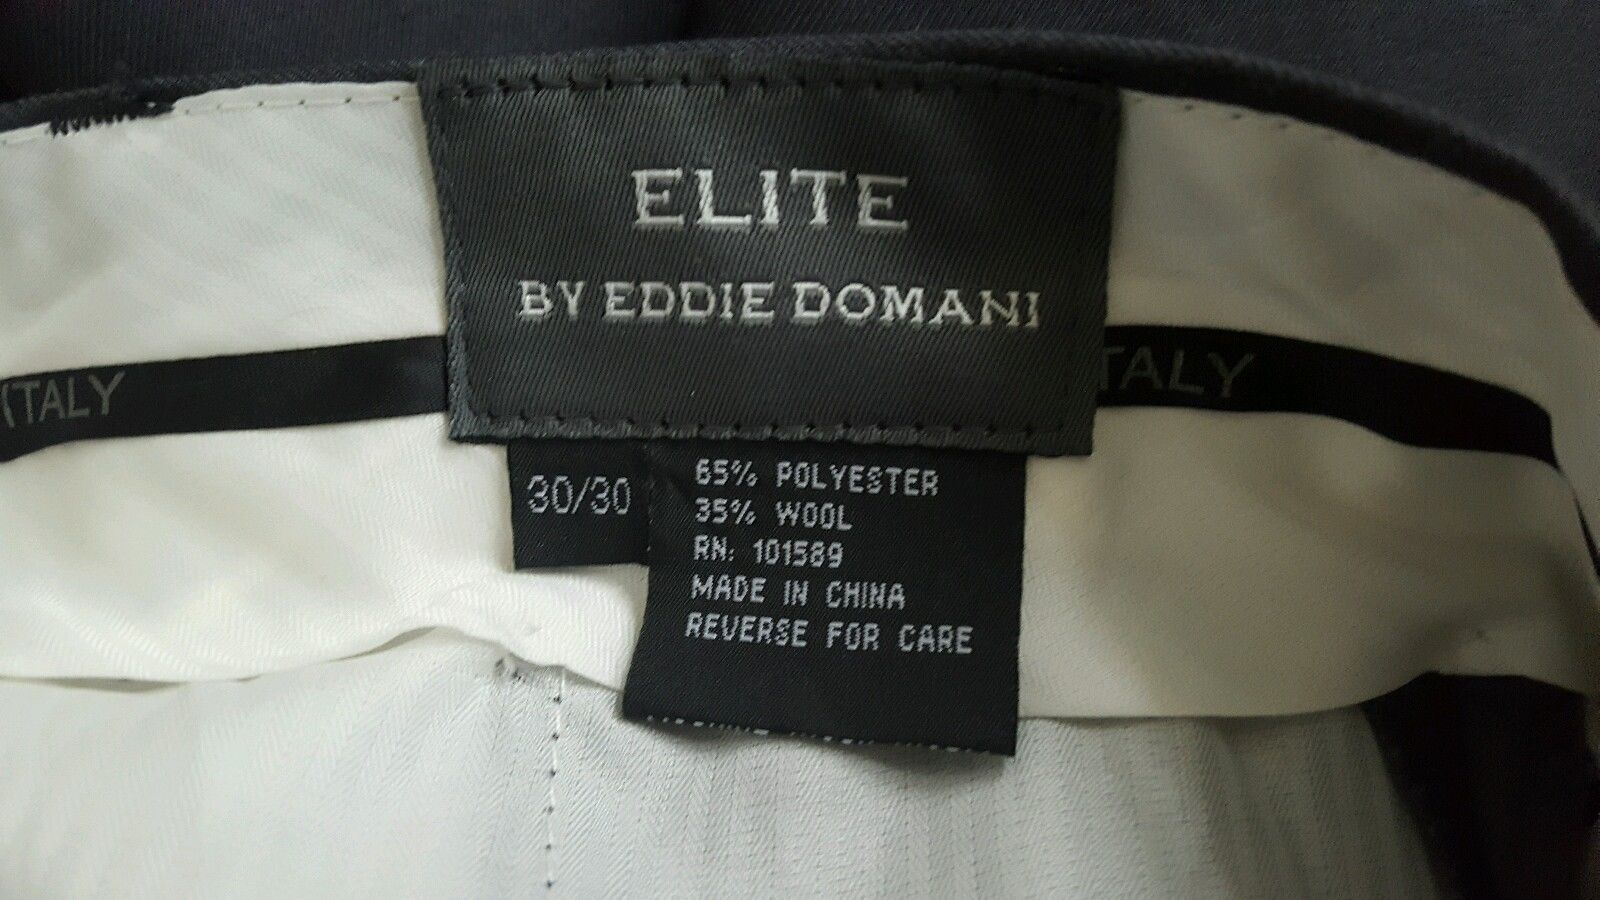 ELITE
BY EDDIE DOMANI
ITALY
TALY
30/30
65% POLYESTER
35% WOOL
RN: 101589
MADE IN CHINA
REVERSE FOR CARE